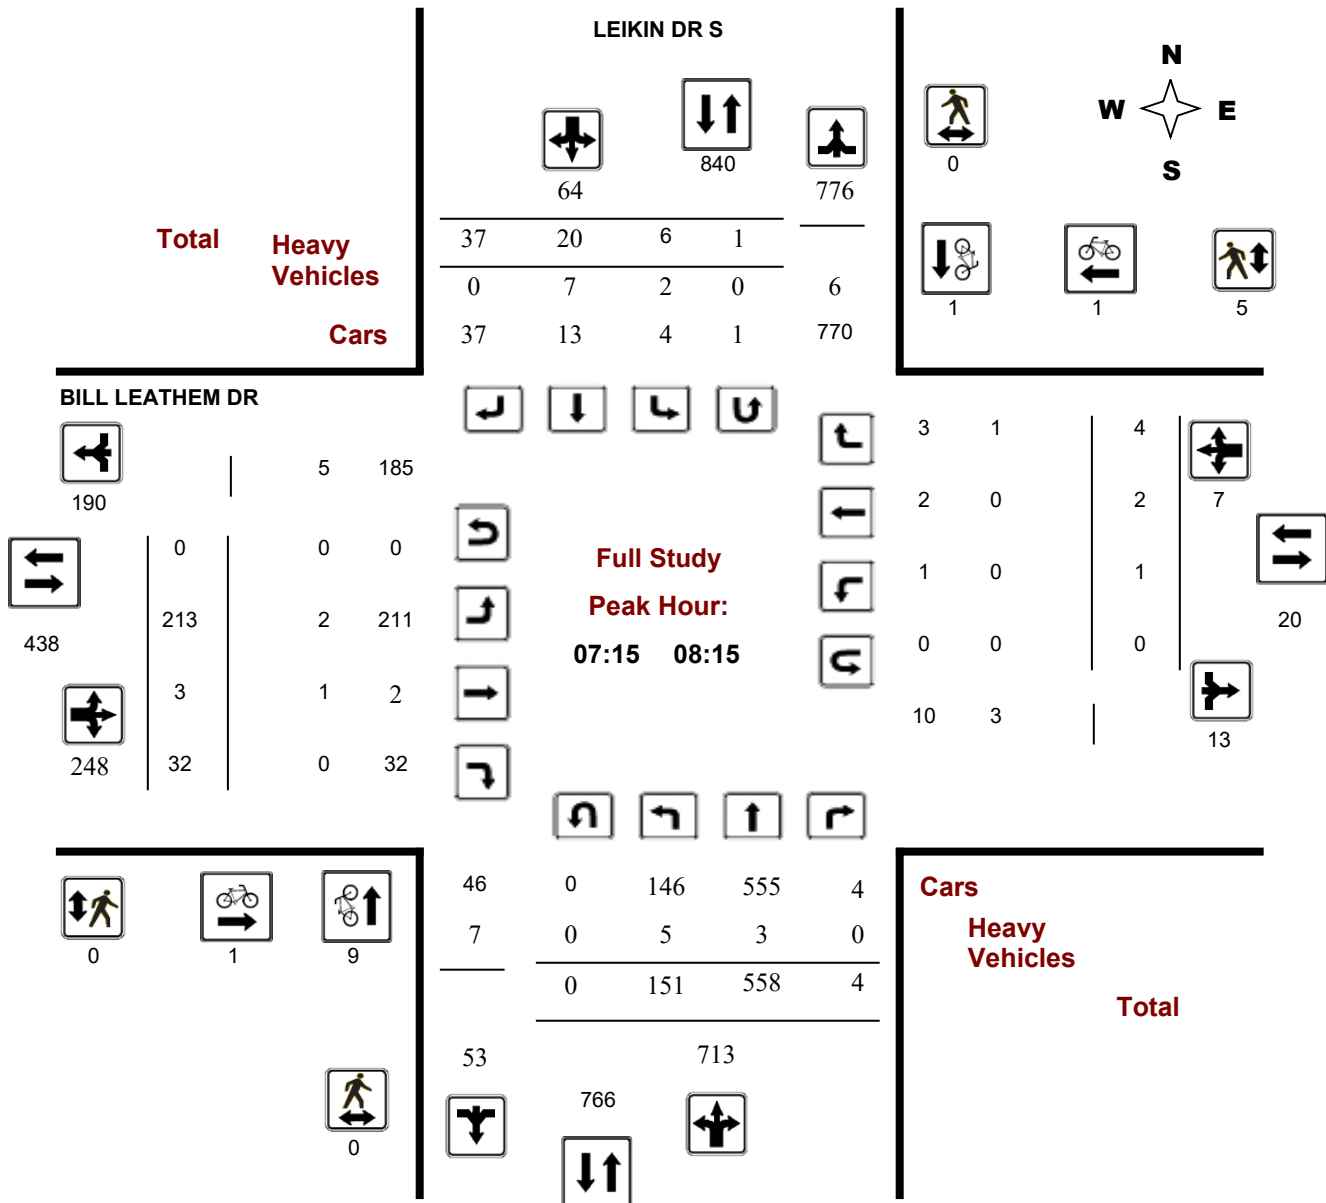 LEIKIN DR S
N
W E
S
840
0
64 776
Total Heavy Vehicles
37 20 6 1
0 7 2 0 6
Cars 37 13 4 1 770
1 1 5
BILL LEATHEM DR
190 5 185
0 0 0
213 2 211
438
3 1 2
248 32 0 32
Full Study
Peak Hour:
07:15 08:15
3 1 4
2 0 2 7
1 0 1
20
0 0 0
10 3
13
46 0 146 555 4
Cars
7 0 5 3 0
Heavy
Vehicles
0 1 9
0 151 558 4
Total
53 713
766
0